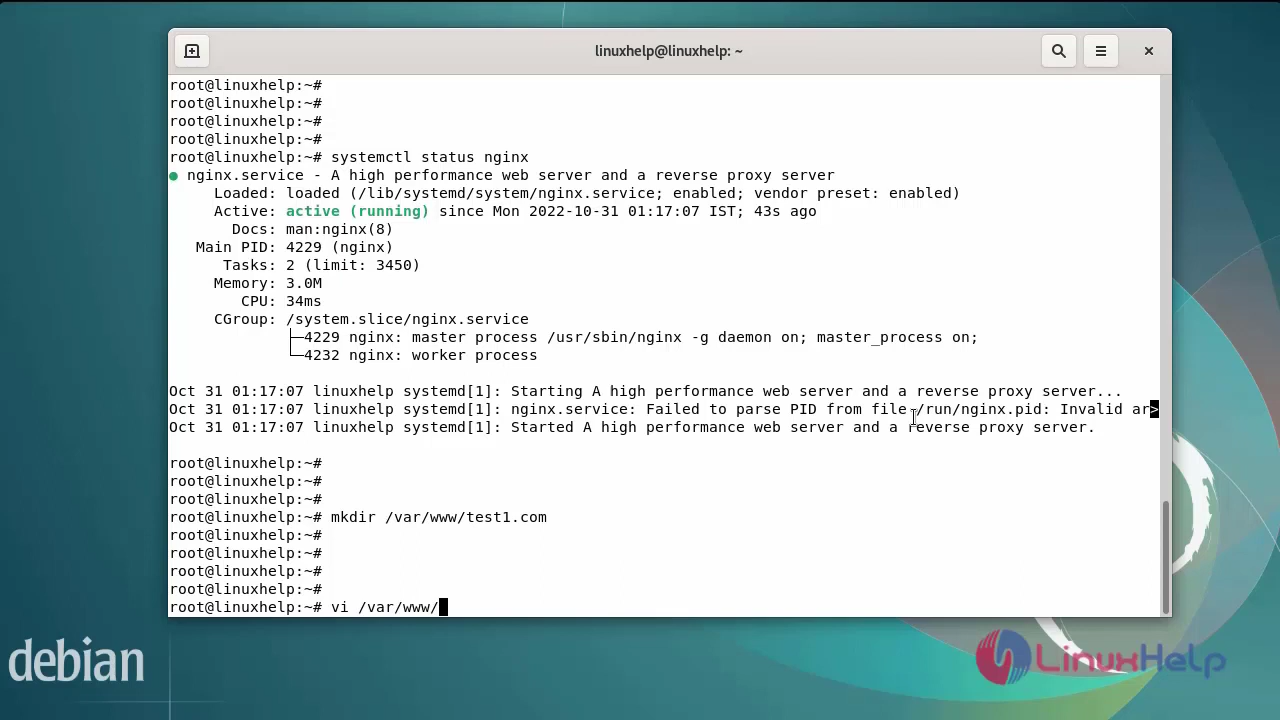 linuxhelp@linuxhelp: ~
root@linuxhelp:~#
root@linuxhelp:~#
root@linuxhelp:~#
root@linuxhelp:~#
root@linuxhelp:~# systemctl status nginx
● nginx.service - A high performance web server and a reverse proxy server
Loaded: loaded (/lib/systemd/system/nginx.service; enabled; vendor preset: enabled)
Active: active (running) since Mon 2022-10-31 01:17:07 IST; 43s ago
Docs: man:nginx(8)
Main PID: 4229 (nginx)
Tasks: 2 (limit: 3450)
Memory: 3.0M
CPU: 34ms
CGroup: /system.slice/nginx.service
├─4229 nginx: master process /usr/sbin/nginx -g daemon on; master_process on;
└─4232 nginx: worker process
Oct 31 01:17:07 linuxhelp systemd[1]: Starting A high performance web server and a reverse proxy server...
Oct 31 01:17:07 linuxhelp systemd[1]: nginx.service: Failed to parse PID from file /run/nginx.pid: Invalid ar>
Oct 31 01:17:07 linuxhelp systemd[1]: Started A high performance web server and a reverse proxy server.
root@linuxhelp:~#
root@linuxhelp:~#
root@linuxhelp:~#
root@linuxhelp:~# mkdir /var/www/test1.com
root@linuxhelp:~#
root@linuxhelp:~#
root@linuxhelp:~#
root@linuxhelp:~#
root@linuxhelp:~# vi /var/www/
debian
LinuxHelp